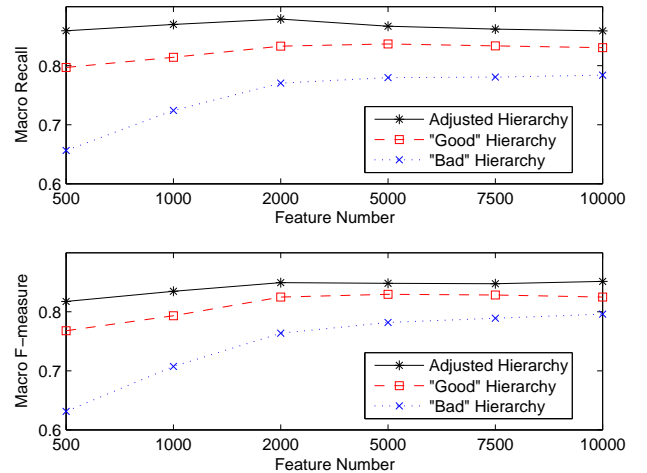 Macro Recall
0.8
0.7
0.6
500 1000 2000 5000 7500 10000
Feature Number
Adjusted Hierarchy
"Good" Hierarchy
"Bad" Hierarchy
Macro F-measure
0.8
0.7
0.6
500 1000 2000 5000 7500 10000
Feature Number
Adjusted Hierarchy
"Good" Hierarchy
"Bad" Hierarchy